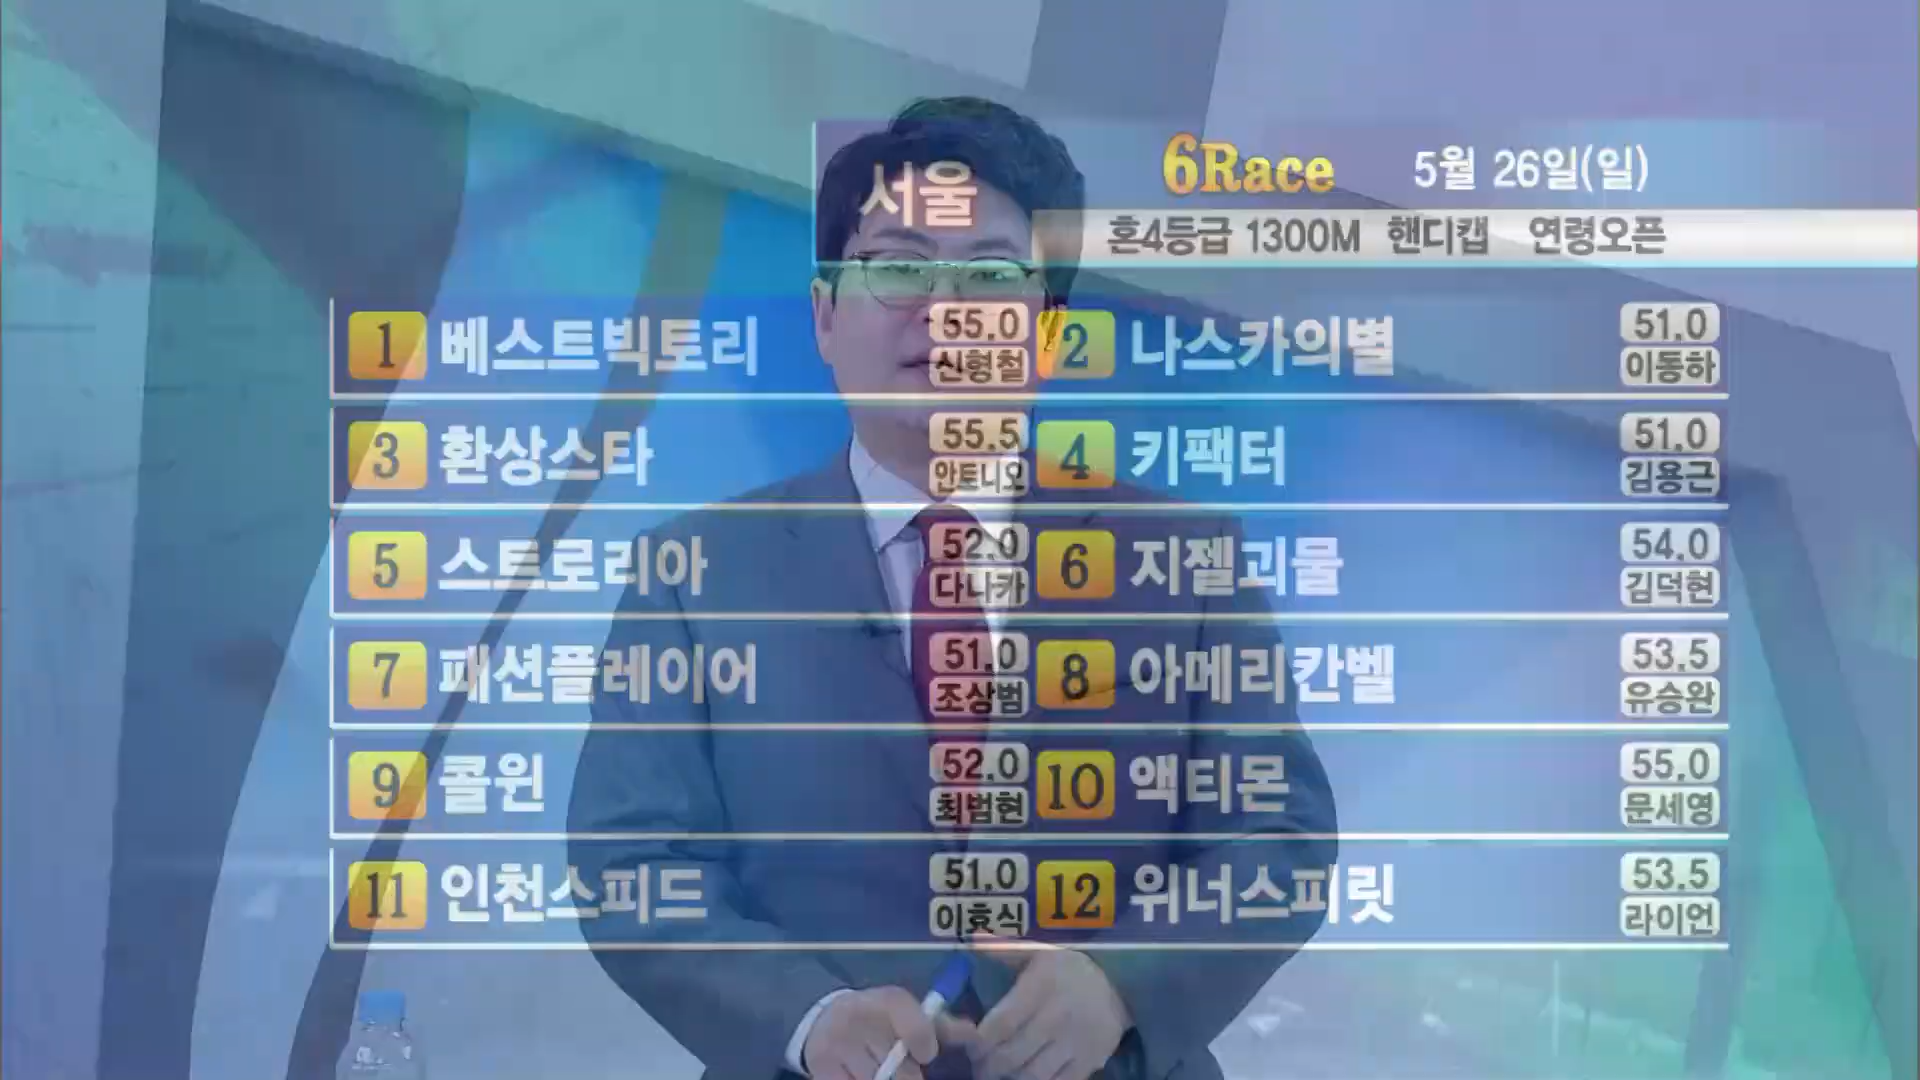 서울
6Race 5월 26일(일)
혼4등급 1300M 핸디캡 연령오픈
1 베스트빅토리 55.0 신형철
2 나스카의별 51.0 이동하
3 환상스타 55.5 안토니오
4 키팩터 51.0 김용근
5 스트로리아 52.0 다나카
6 지젤괴물 54.0 김덕현
7 패션플레이어 51.0 조상범
8 아메리칸벨 53.5 유승완
9 콜윈 52.0 최범현
10 액티몬 55.0 문세영
11 인천스피드 51.0 이효식
12 위너스피릿 53.5 라이언